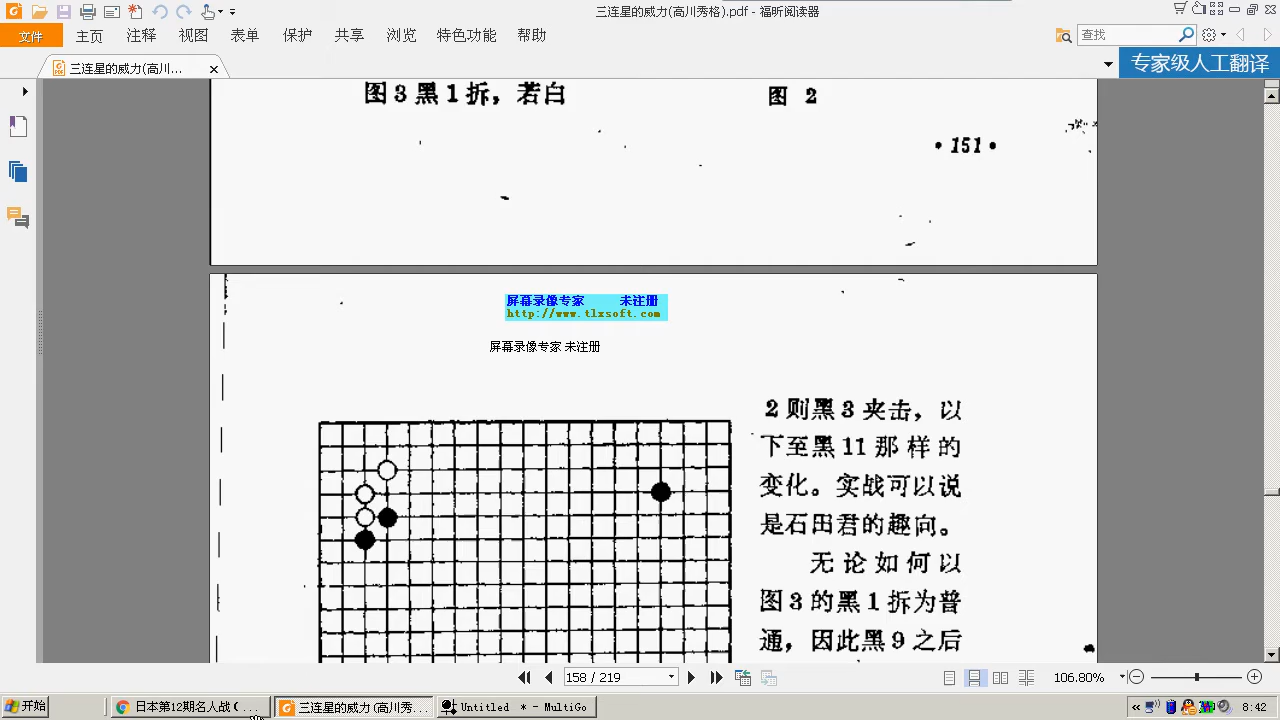 三连星的威力(高川秀格).pdf - 福昕阅读器
文件 主页 注释 视图 表单 保护 共享 浏览 特色功能 帮助
查找
三连星的威力(高川...
专家级人工翻译
图3黑1拆，若白
图 2
• 151 •
屏幕录像专家 未注册
http://www.tlxsoft.com
屏幕录像专家 未注册
2则黑3夹击，以
下至黑11那样的
变化。实战可以说
是石田君的趣向。
无论如何以
图3的黑1拆为普
通，因此黑9之后
158 / 219
106.80%
开始
日本第12期名人战 (...
三连星的威力(高川秀...
Untitled * - MultiGo
8:42